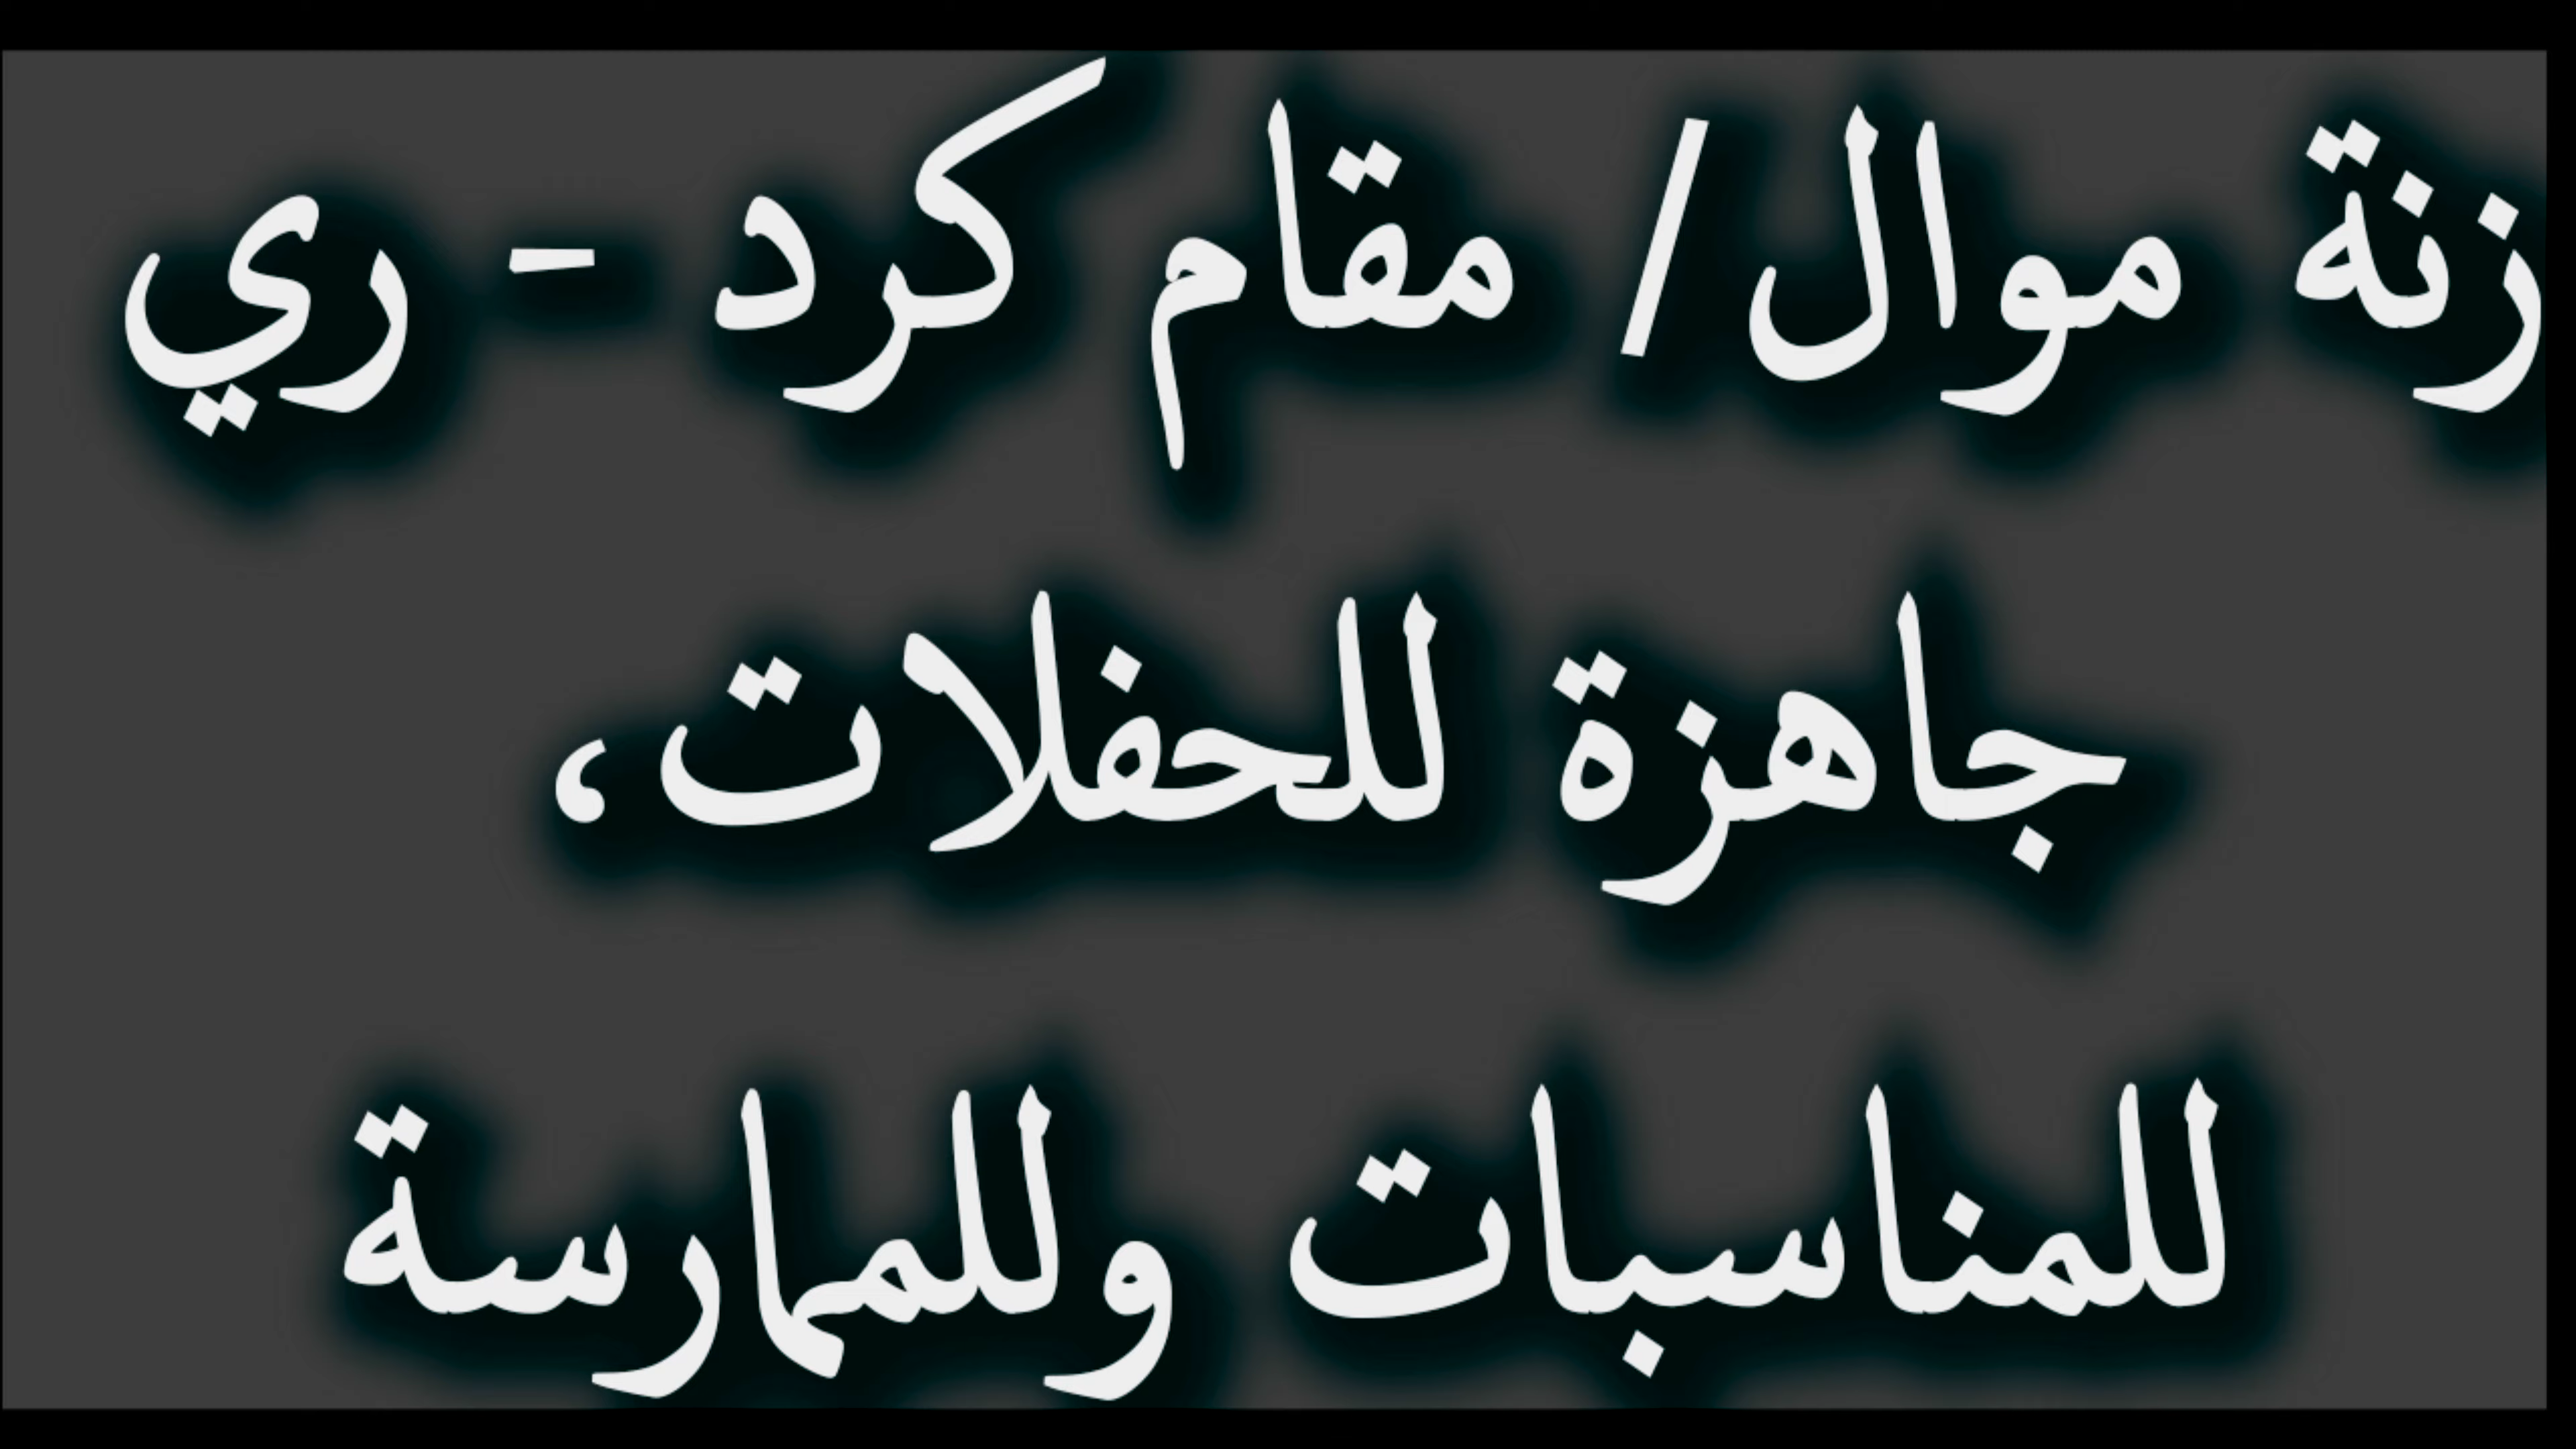 زنة موال/ مقام كرد - ري
جاهزة للحفلات،
للمناسبات وللممارسة